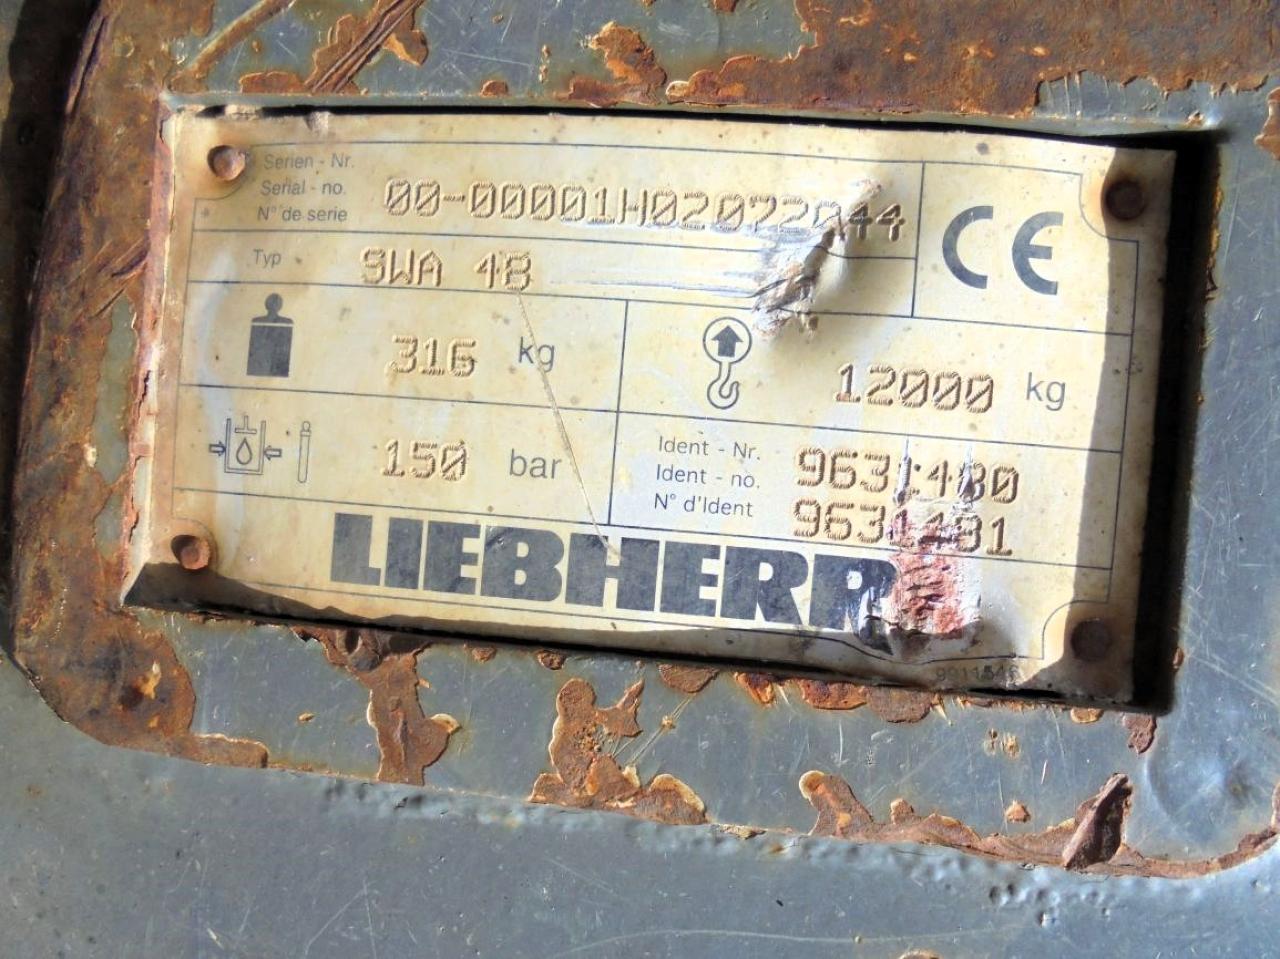 Serien - Nr.
Serial - no.
N° de serie
00-00001H02072044
CE
Typ
SWA 48
316 kg
12000 kg
150 bar
Ident - Nr.
Ident - no.
N° d'Ident
9631480
9631481
LIEBHERR
9911546